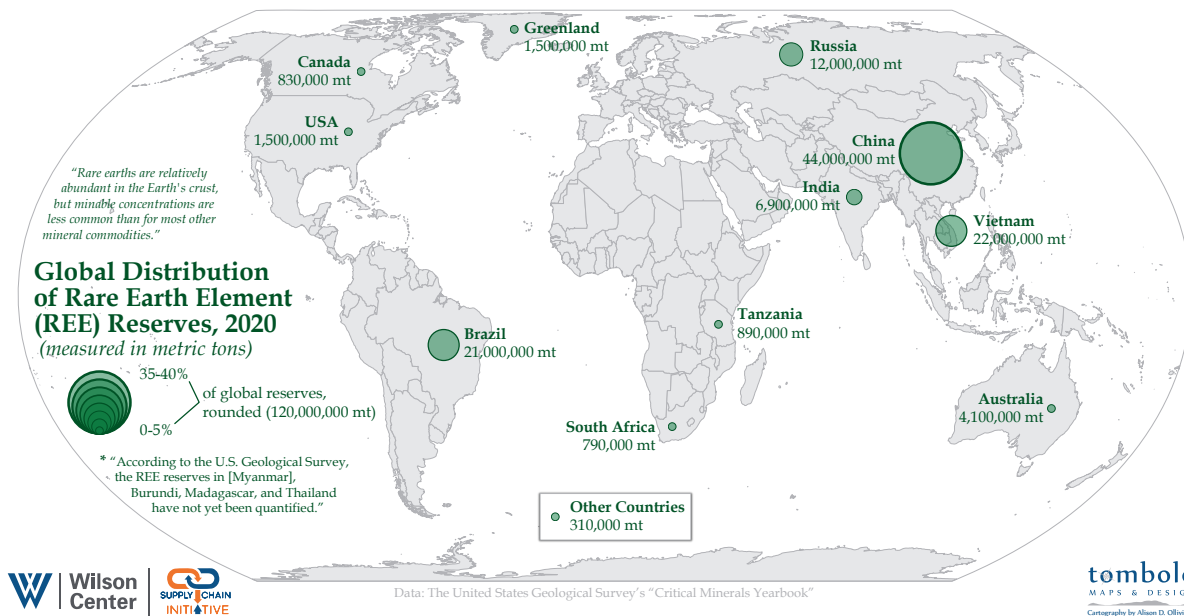 Greenland
1,500,000 mt
Canada
830,000 mt
Russia
12,000,000 mt
USA
1,500,000 mt
China
44,000,000 mt
India
6,900,000 mt
Vietnam
22,000,000 mt
“Rare earths are relatively
abundant in the Earth's crust,
but minable concentrations are
less common than for most other
mineral commodities.”
Global Distribution
of Rare Earth Element
(REE) Reserves, 2020
(measured in metric tons)
35-40%
of global reserves,
rounded (120,000,000 mt)
0-5%
Brazil
21,000,000 mt
Tanzania
890,000 mt
Australia
4,100,000 mt
South Africa
790,000 mt
* “According to the U.S. Geological Survey,
the REE reserves in [Myanmar],
Burundi, Madagascar, and Thailand
have not yet been quantified.”
Other Countries
310,000 mt
Wilson
Center
SUPPLY CHAIN
INITIATIVE
Data: The United States Geological Survey's “Critical Minerals Yearbook”
tombolo
MAPS & DESIG
Cartography by Alison D. Olliv